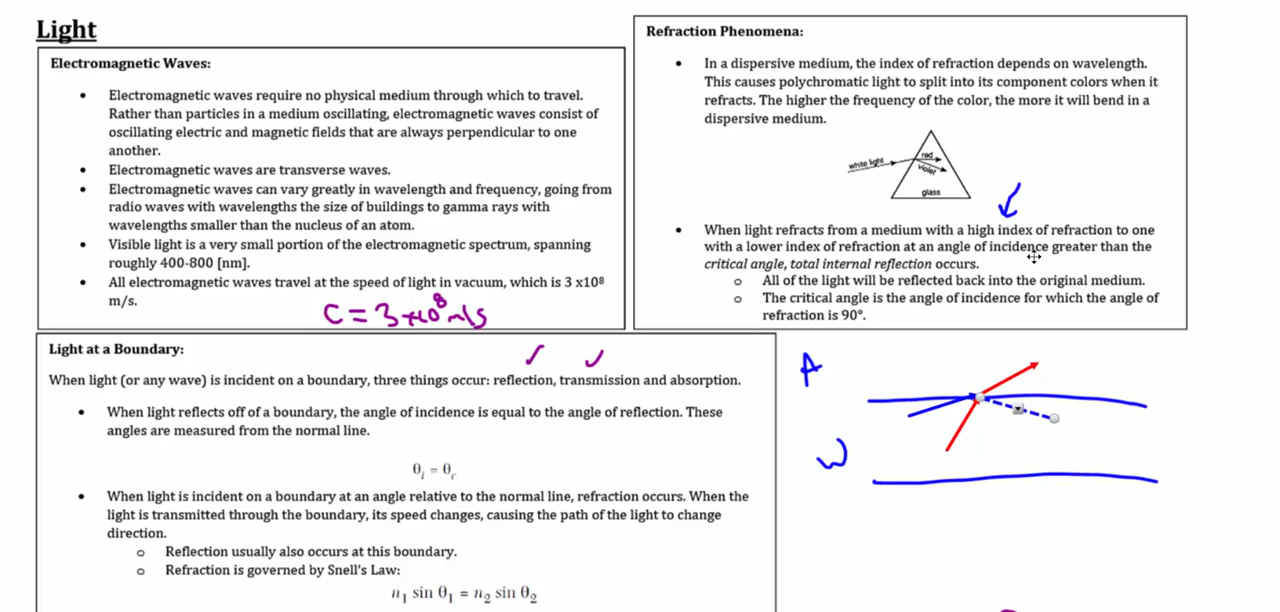 Light
Electromagnetic Waves:
• Electromagnetic waves require no physical medium through which to travel.
Rather than particles in a medium oscillating, electromagnetic waves consist of
oscillating electric and magnetic fields that are always perpendicular to one
another.
• Electromagnetic waves are transverse waves.
• Electromagnetic waves can vary greatly in wavelength and frequency, going from
radio waves with wavelengths the size of buildings to gamma rays with
wavelengths smaller than the nucleus of an atom.
• Visible light is a very small portion of the electromagnetic spectrum, spanning
roughly 400-800 [nm].
• All electromagnetic waves travel at the speed of light in vacuum, which is 3 x10⁸
m/s.
C = 3 x10⁸ m/s
Refraction Phenomena:
• In a dispersive medium, the index of refraction depends on wavelength.
This causes polychromatic light to split into its component colors when it
refracts. The higher the frequency of the color, the more it will bend in a
dispersive medium.
white light
red
violet
glass
• When light refracts from a medium with a high index of refraction to one
with a lower index of refraction at an angle of incidence greater than the
critical angle, total internal reflection occurs.
o All of the light will be reflected back into the original medium.
o The critical angle is the angle of incidence for which the angle of
refraction is 90°.
Light at a Boundary:
When light (or any wave) is incident on a boundary, three things occur: reflection, transmission and absorption.
• When light reflects off of a boundary, the angle of incidence is equal to the angle of reflection. These
angles are measured from the normal line.
θᵢ = θᵣ
• When light is incident on a boundary at an angle relative to the normal line, refraction occurs. When the
light is transmitted through the boundary, its speed changes, causing the path of the light to change
direction.
o Reflection usually also occurs at this boundary.
o Refraction is governed by Snell's Law:
n₁ sin θ₁ = n₂ sin θ₂
A
W